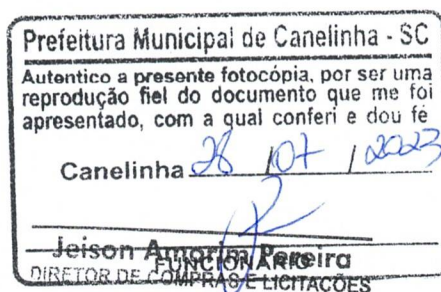 Prefeitura Municipal de Canelinha - SC
Autentico a presente fotocópia, por ser uma
reprodução fiel do documento que me foi
apresentado, com a qual conferi e dou fé
Canelinha 28 / 07 / 2023
Jeison Amorim Pereira
FUNCIONÁRIO
DIRETOR DE COMPRAS E LICITAÇÕES